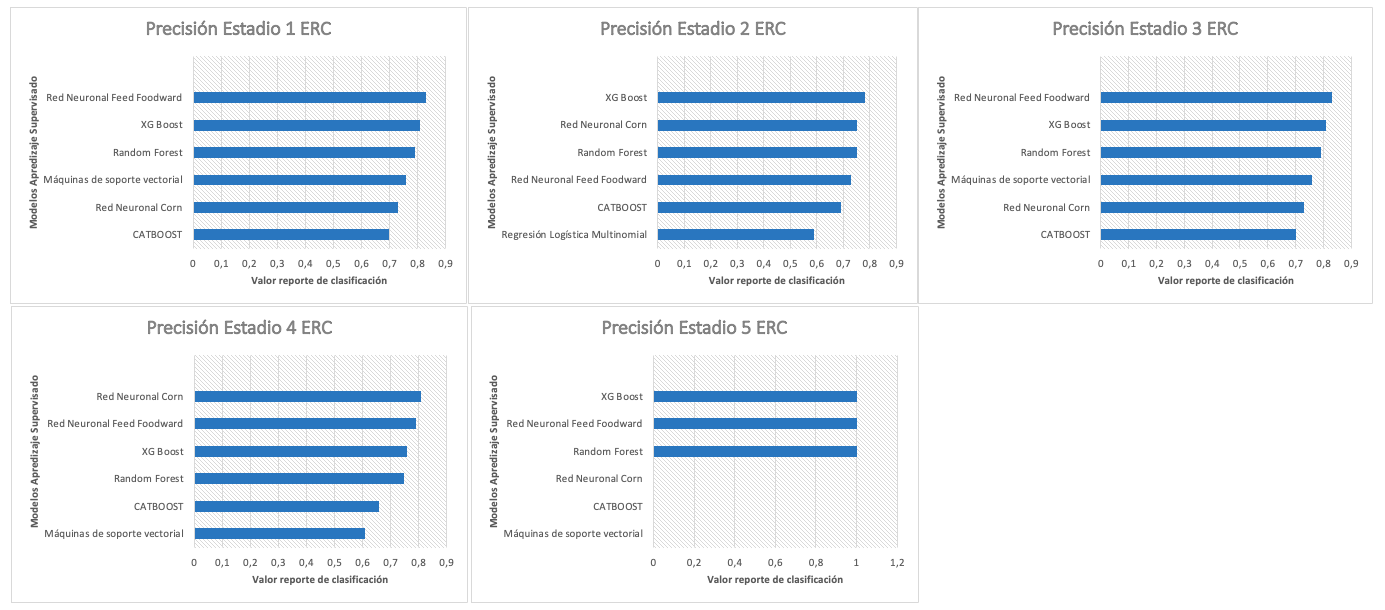 Precisión Estadio 1 ERC
Modelos Apredizaje Supervisado
Red Neuronal Feed Foodward
XG Boost
Random Forest
Máquinas de soporte vectorial
Red Neuronal Corn
CATBOOST
0 0,1 0,2 0,3 0,4 0,5 0,6 0,7 0,8 0,9
Valor reporte de clasificación
Precisión Estadio 2 ERC
Modelos Apredizaje Supervisado
XG Boost
Red Neuronal Corn
Random Forest
Red Neuronal Feed Foodward
CATBOOST
Regresión Logística Multinomial
0 0,1 0,2 0,3 0,4 0,5 0,6 0,7 0,8 0,9
Valor reporte de clasificación
Precisión Estadio 3 ERC
Modelos Apredizaje Supervisado
Red Neuronal Feed Foodward
XG Boost
Random Forest
Máquinas de soporte vectorial
Red Neuronal Corn
CATBOOST
0 0,1 0,2 0,3 0,4 0,5 0,6 0,7 0,8 0,9
Valor reporte de clasificación
Precisión Estadio 4 ERC
Modelos Apredizaje Supervisado
Red Neuronal Corn
Red Neuronal Feed Foodward
XG Boost
Random Forest
CATBOOST
Máquinas de soporte vectorial
0 0,1 0,2 0,3 0,4 0,5 0,6 0,7 0,8 0,9
Valor reporte de clasificación
Precisión Estadio 5 ERC
Modelos Apredizaje Supervisado
XG Boost
Red Neuronal Feed Foodward
Random Forest
Red Neuronal Corn
CATBOOST
Máquinas de soporte vectorial
0 0,2 0,4 0,6 0,8 1 1,2
Valor reporte de clasificación